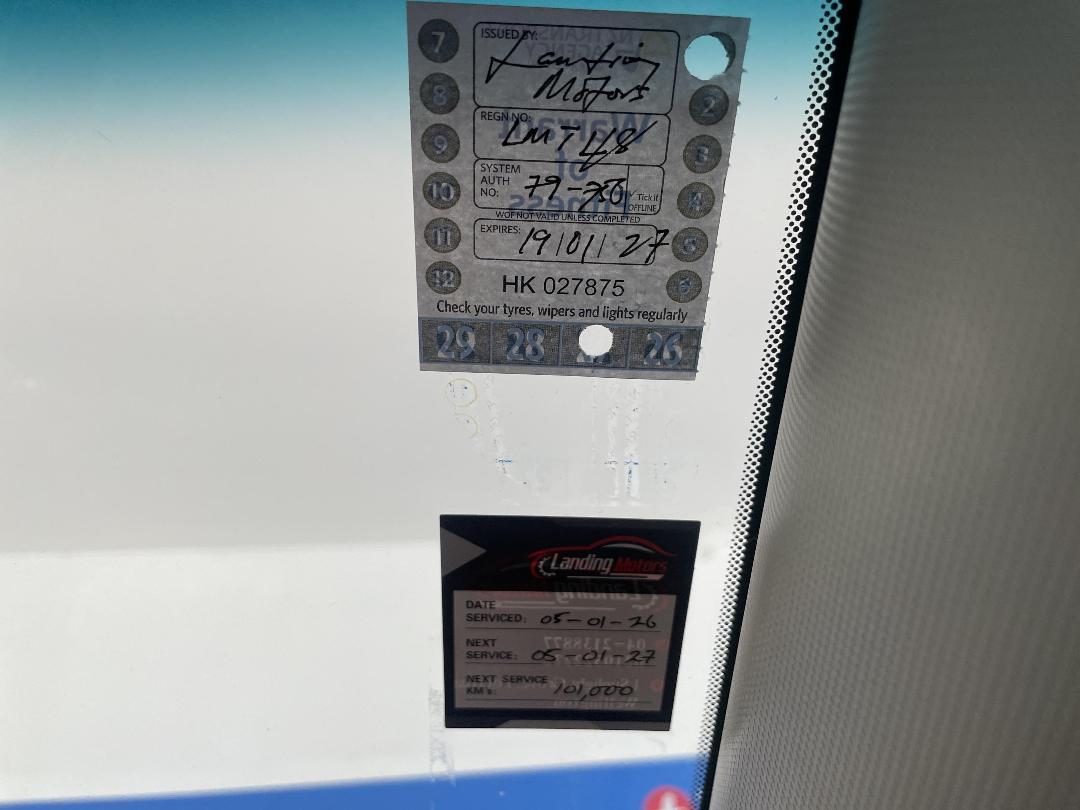 7
ISSUED BY:
Landing
Motors
8
2
REGN NO:
LMT48
9
3
SYSTEM
AUTH
NO: 79-
Tick if
OFFLINE
10
4
WOF NOT VALID UNLESS COMPLETED
EXPIRES: 19/01/27
11
5
12
HK 027875
6
Check your tyres, wipers and lights regularly
29 28 26
Landing Motors
DATE
SERVICED: 05-01-26
NEXT
SERVICE: 05-01-27
NEXT SERVICE
KM's: 101,000